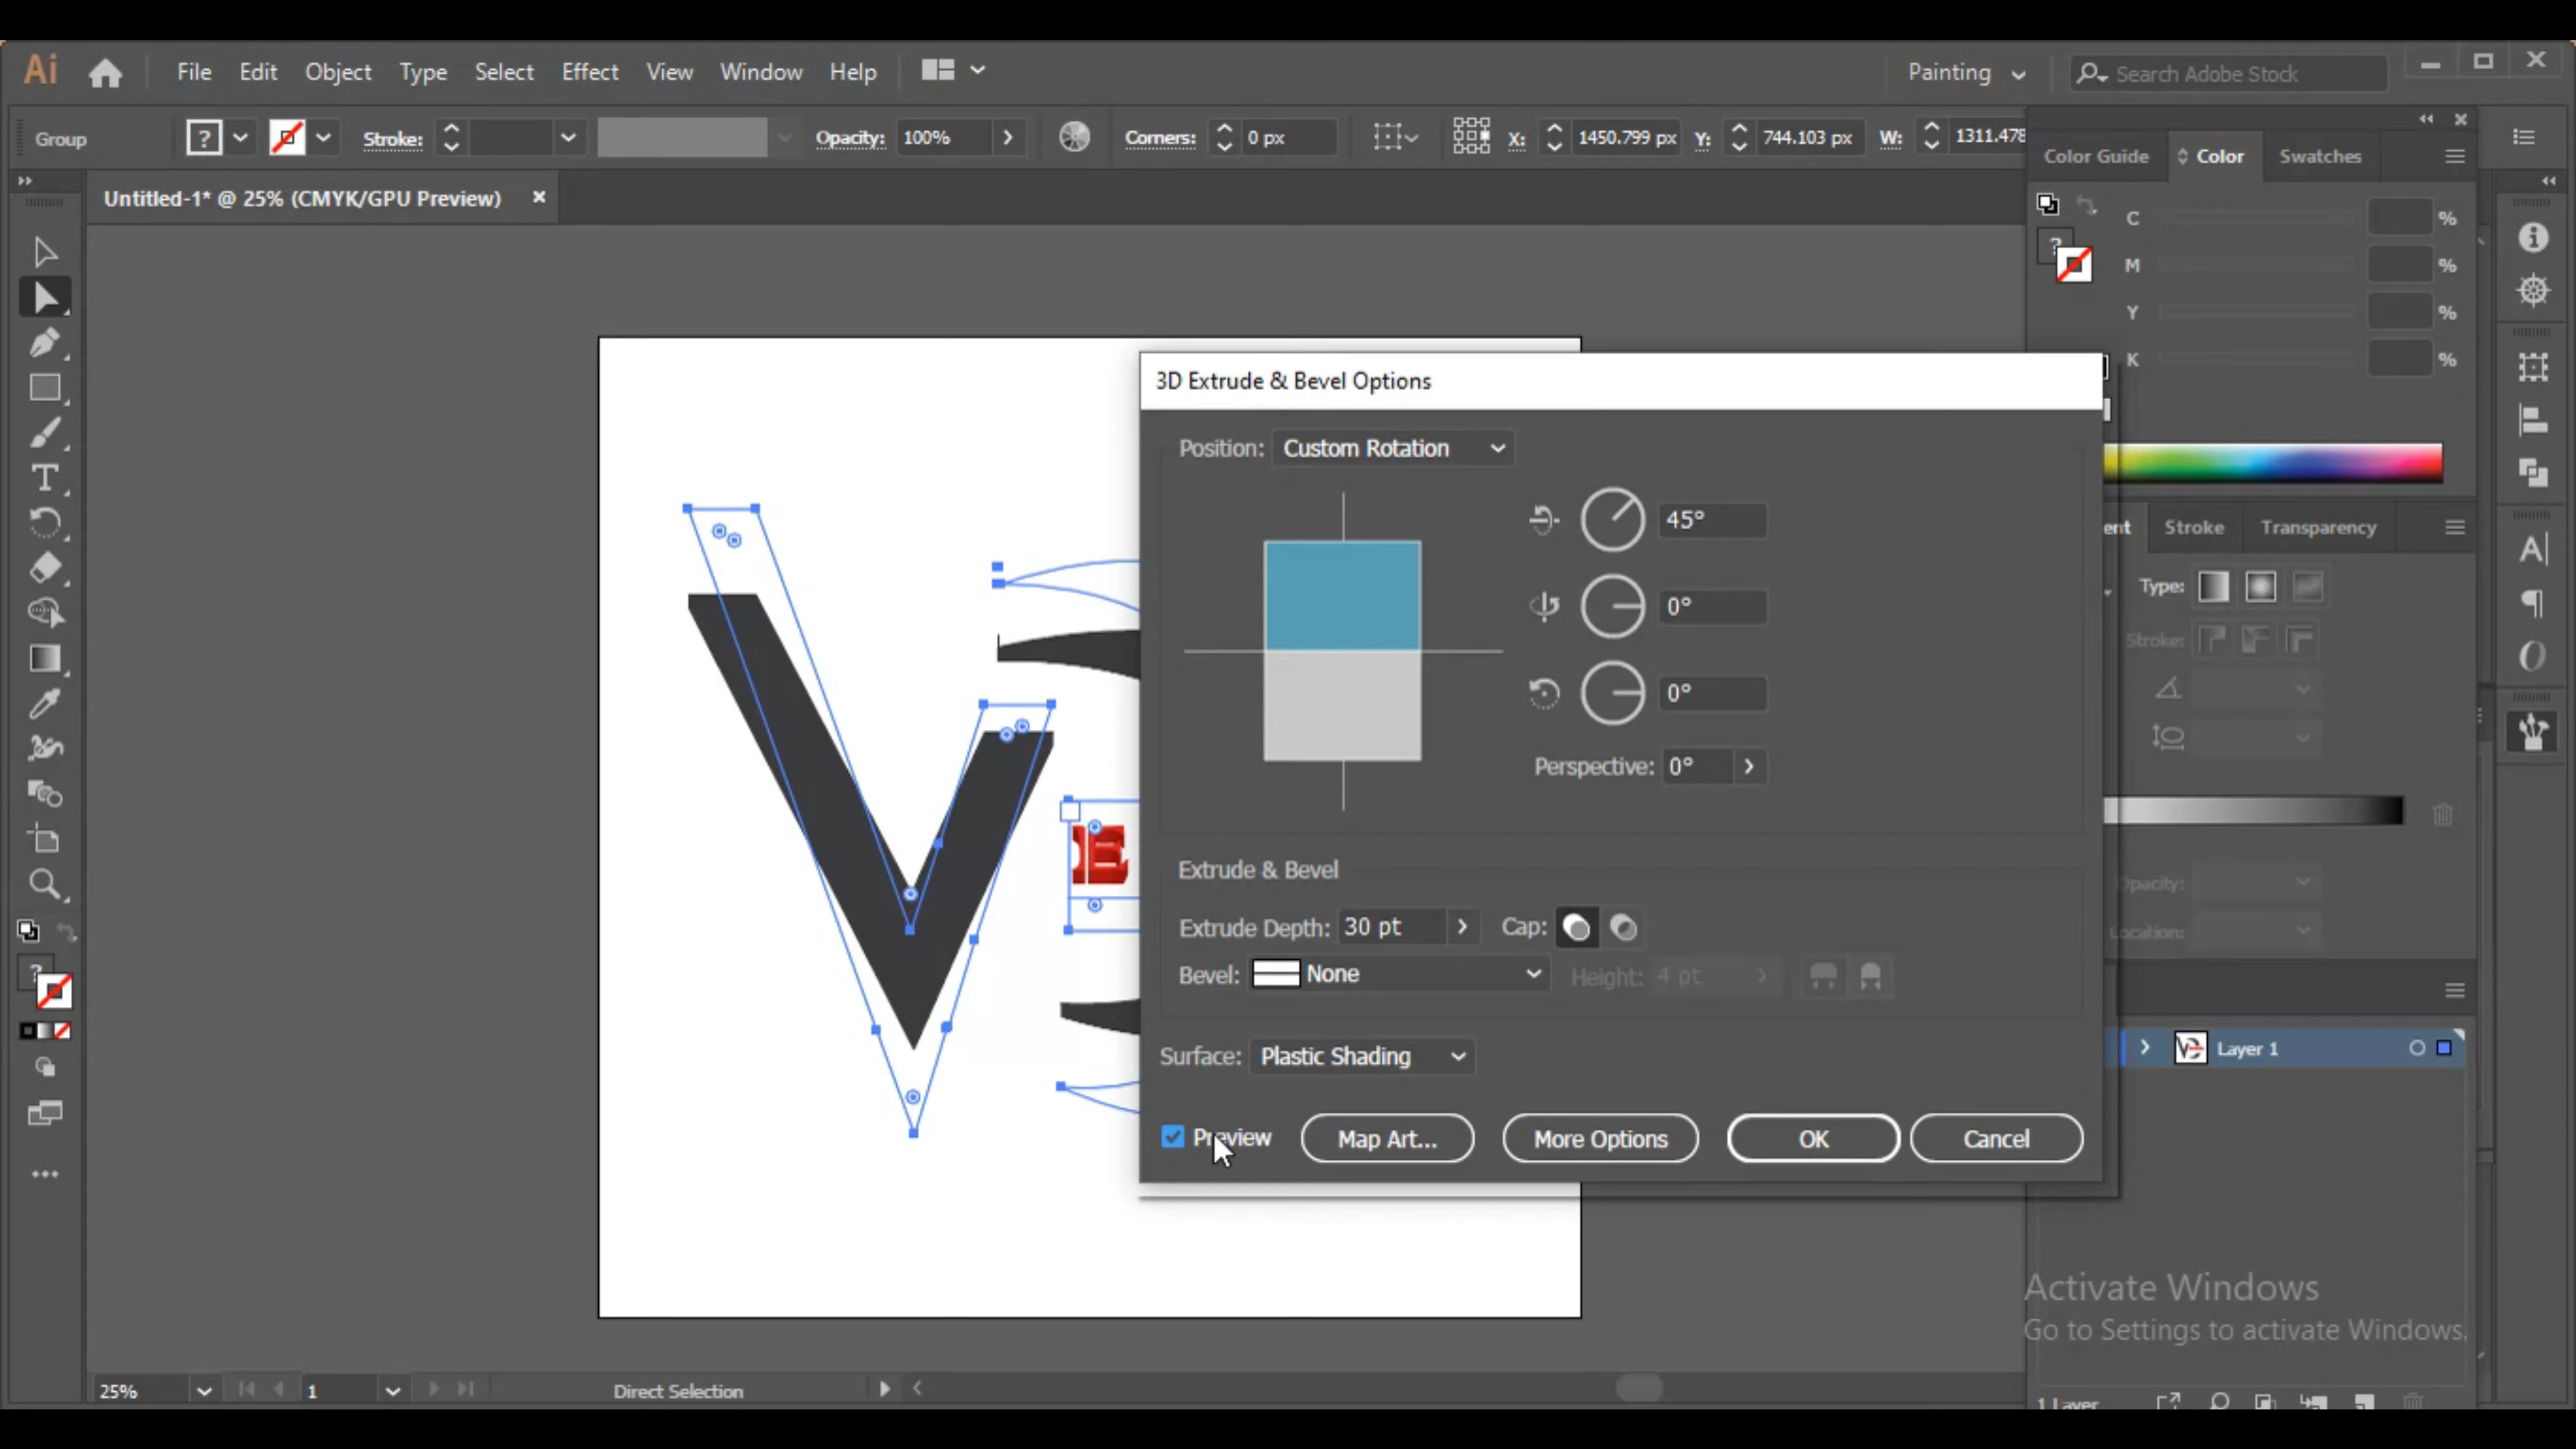 Ai File Edit Object Type Select Effect View Window Help Painting Search Adobe Stock
Group ? Stroke: Opacity: 100% Corners: 0 px X: 1450.799 px Y: 744.103 px W: 1311.478
Color Guide Color Swatches
Untitled-1* @ 25% (CMYK/GPU Preview)
C %
M %
Y %
K %
3D Extrude & Bevel Options
Position: Custom Rotation
45°
0°
0°
Perspective: 0°
Stroke Transparency
Type:
Stroke:
Extrude & Bevel
Extrude Depth: 30 pt Cap:
Bevel: None Height: 4 pt
Surface: Plastic Shading
Preview Map Art... More Options OK Cancel
Location:
Layer 1
V
E
Activate Windows
Go to Settings to activate Windows.
25% 1 Direct Selection
1 Layer